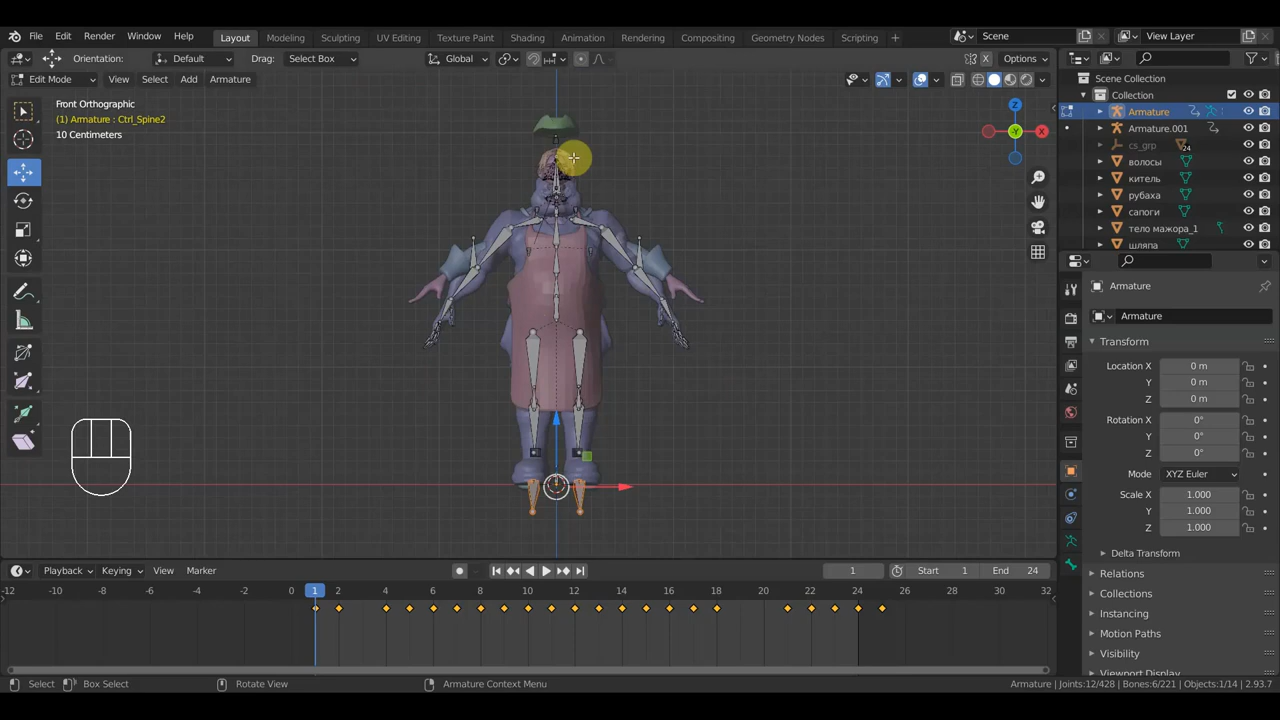 File Edit Render Window Help Layout Modeling Sculpting UV Editing Texture Paint Shading Animation Rendering Compositing Geometry Nodes Scripting + Scene View Layer
Orientation: Default Drag: Select Box Global Options
Edit Mode View Select Add Armature
Front Orthographic
(1) Armature : Ctrl_Spine2
10 Centimeters
Z
X
-Y
Scene Collection
Collection
Armature
Armature.001
cs_grp 24
волосы
китель
рубаха
сапоги
тело мажора_1
шляпа
Armature
Armature
Transform
Location X 0 m
Y 0 m
Z 0 m
Rotation X 0°
Y 0°
Z 0°
Mode XYZ Euler
Scale X 1.000
Y 1.000
Z 1.000
Delta Transform
Relations
Collections
Instancing
Motion Paths
Visibility
Viewport Display
Playback Keying View Marker 1 Start 1 End 24
-12 -10 -8 -6 -4 -2 0 1 2 4 6 8 10 12 14 16 18 20 22 24 26 28 30 32
Select Box Select Rotate View Armature Context Menu Armature | Joints:12/428 | Bones:6/221 | Objects:1/14 | 2.93.7